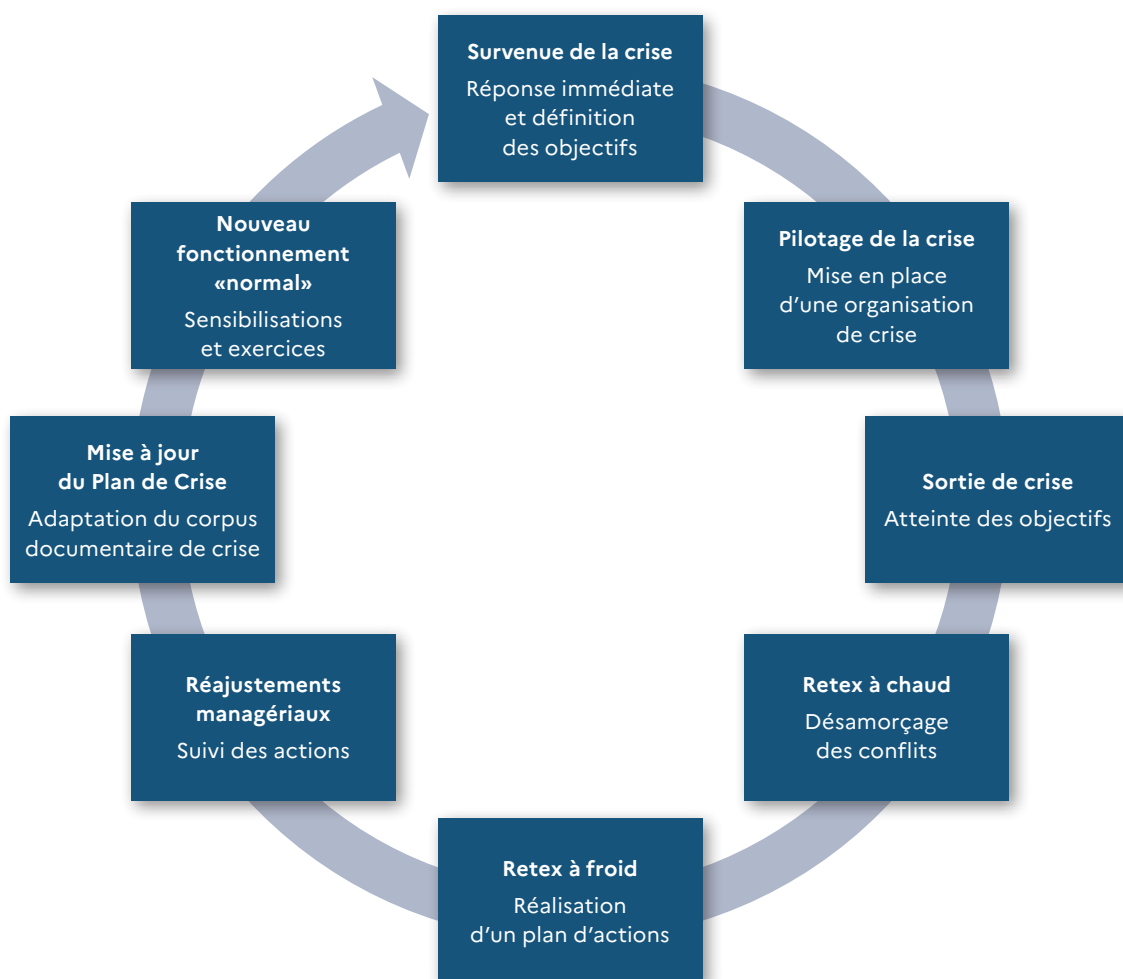 Survenue de la crise
Réponse immédiate
et définition
des objectifs
Pilotage de la crise
Mise en place
d’une organisation
de crise
Sortie de crise
Atteinte des objectifs
Retex à chaud
Désamorçage
des conflits
Retex à froid
Réalisation
d’un plan d’actions
Réajustements
managériaux
Suivi des actions
Mise à jour
du Plan de Crise
Adaptation du corpus
documentaire de crise
Nouveau
fonctionnement
«normal»
Sensibilisations
et exercices